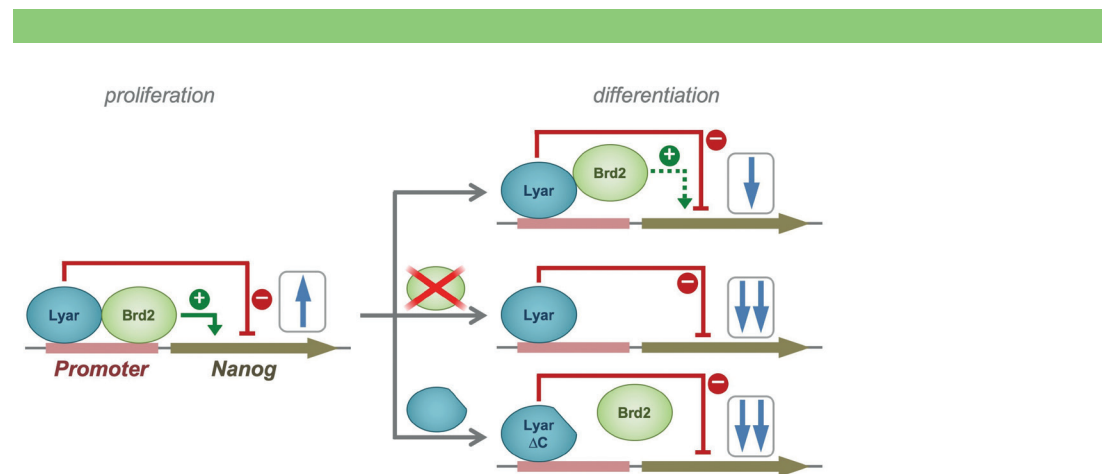 proliferation
differentiation
+
−
Lyar
Brd2
Lyar
Brd2
+
−
Promoter
Nanog
−
Lyar
−
Lyar
ΔC
Brd2